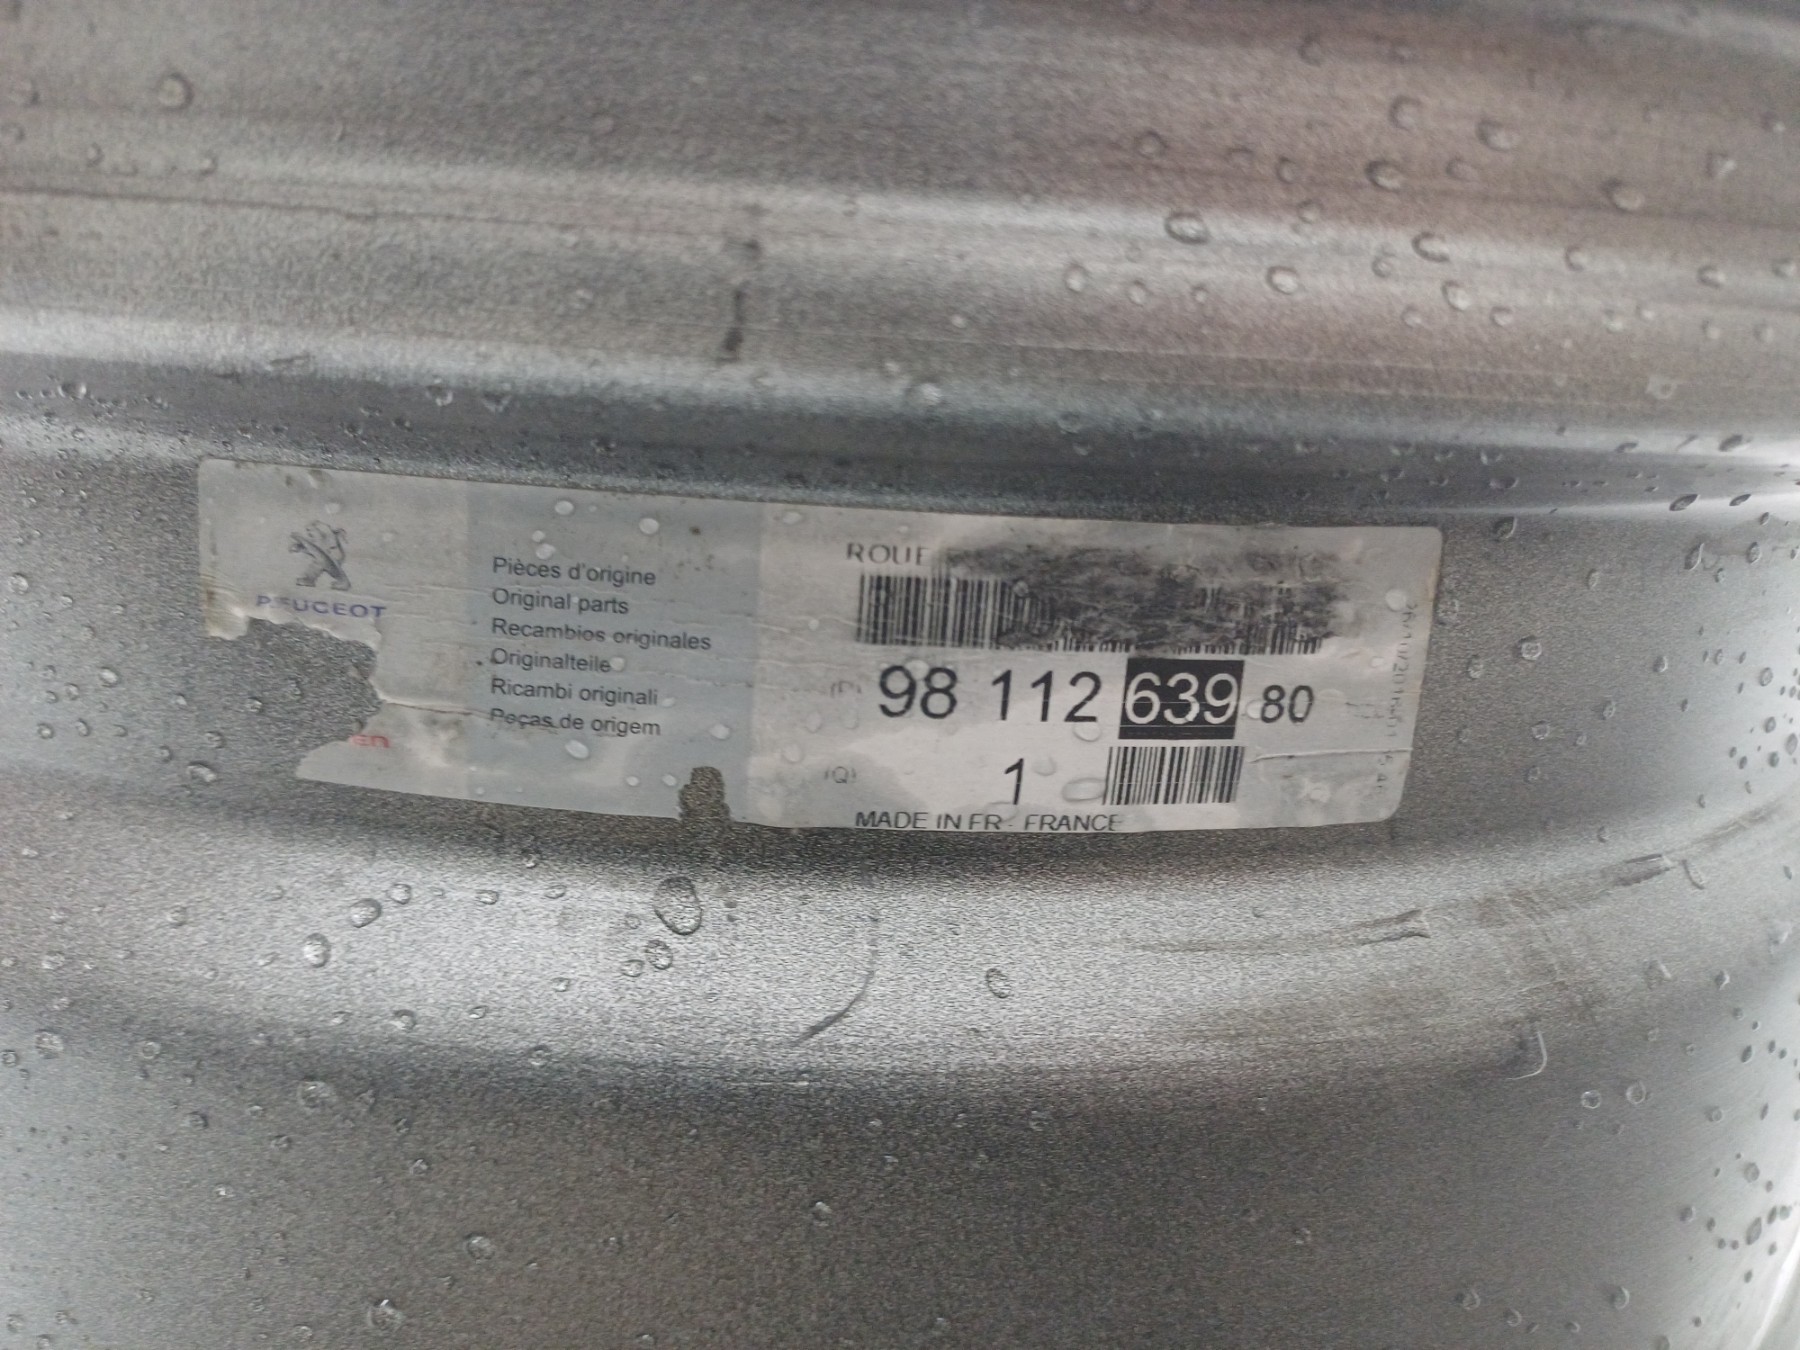 PEUGEOT
Pièces d'origine
Original parts
Recambios originales
Originalteile
Ricambi originali
Peças de origem
ROUE
(P) 98 112 639 80
(Q) 1
MADE IN FR - FRANCE